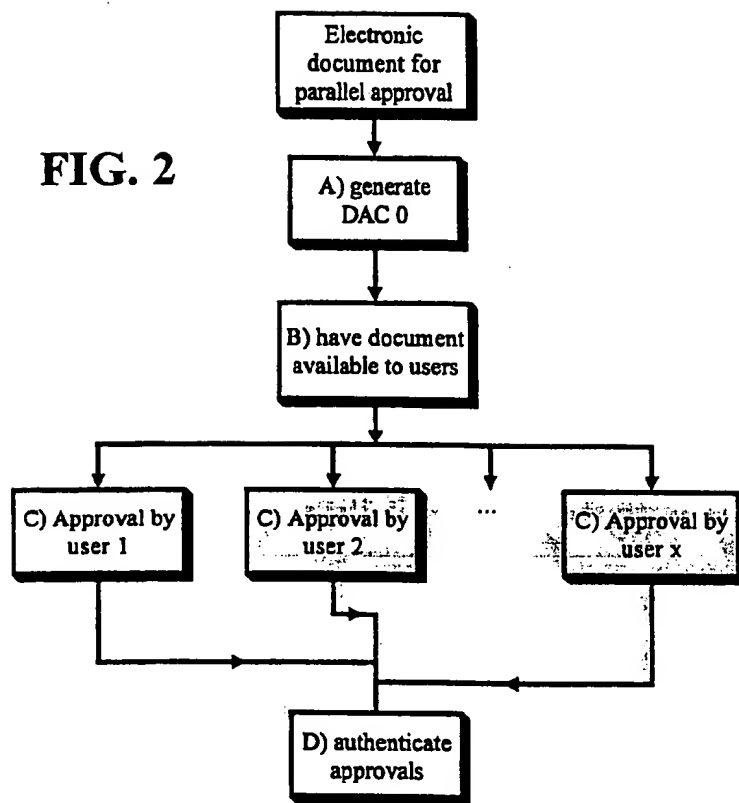 Electronic
document for
parallel approval
FIG. 2
A) generate
DAC 0
B) have document
available to users
C) Approval by
user 1
C) Approval by
user 2
...
C) Approval by
user x
D) authenticate
approvals